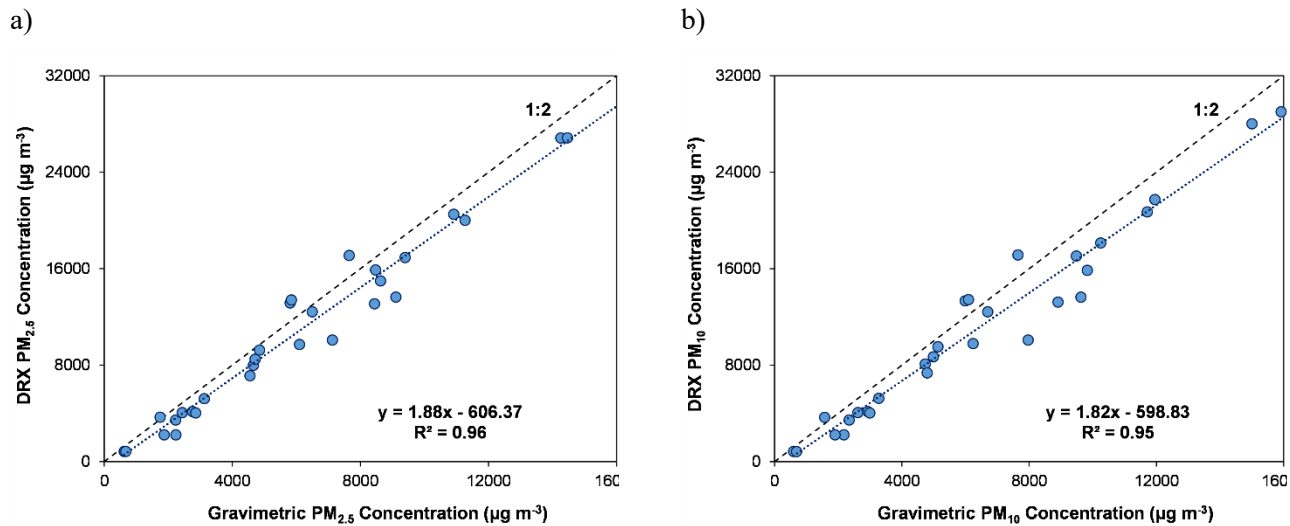 a)
32000
24000
16000
8000
0
DRX PM₂.₅ Concentration (µg m⁻³)
1:2
y = 1.88x - 606.37
R² = 0.96
0 4000 8000 12000 160
Gravimetric PM₂.₅ Concentration (µg m⁻³)
b)
32000
24000
16000
8000
0
DRX PM₁₀ Concentration (µg m⁻³)
1:2
y = 1.82x - 598.83
R² = 0.95
0 4000 8000 12000 160
Gravimetric PM₁₀ Concentration (µg m⁻³)